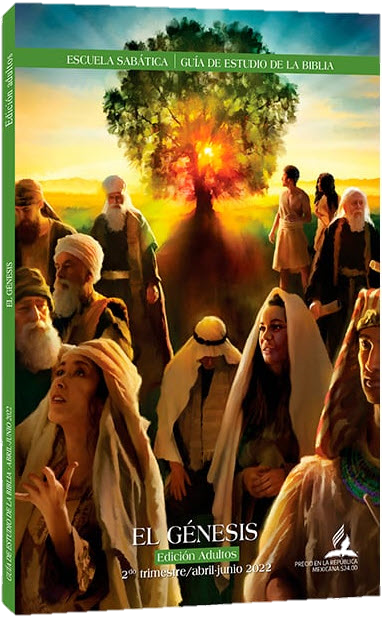 ESCUELA SABÁTICA | GUÍA DE ESTUDIO DE LA BIBLIA
Edición adultos
EL GÉNESIS
GUÍA DE ESTUDIO DE LA BIBLIA - ABRIL-JUNIO 2022
EL GÉNESIS
Edición Adultos
2do trimestre/abril-junio 2022
PRECIO EN LA REPÚBLICA
MEXICANA: $24.00